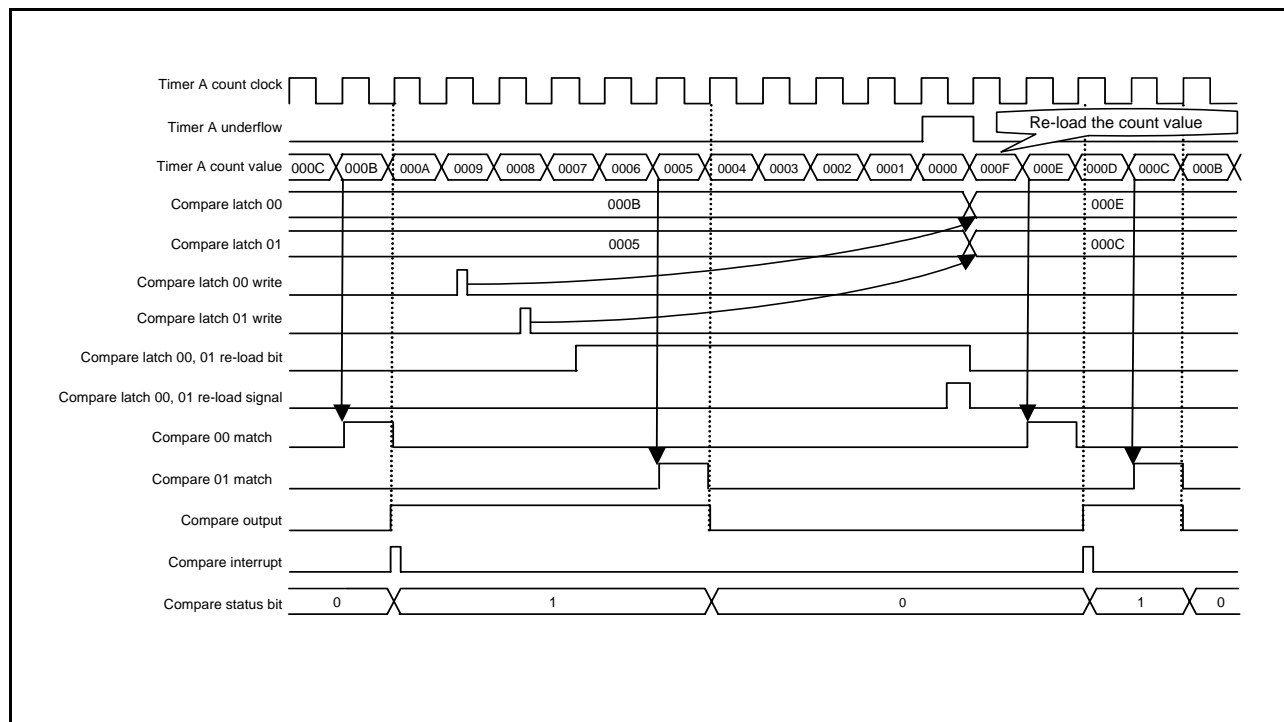 Timer A count clock
Timer A underflow
Re-load the count value
Timer A count value
000C 000B 000A 0009 0008 0007 0006 0005 0004 0003 0002 0001 0000 000F 000E 000D 000C 000B
Compare latch 00
000B 000E
Compare latch 01
0005 000C
Compare latch 00 write
Compare latch 01 write
Compare latch 00, 01 re-load bit
Compare latch 00, 01 re-load signal
Compare 00 match
Compare 01 match
Compare output
Compare interrupt
Compare status bit
0 1 0 1 0